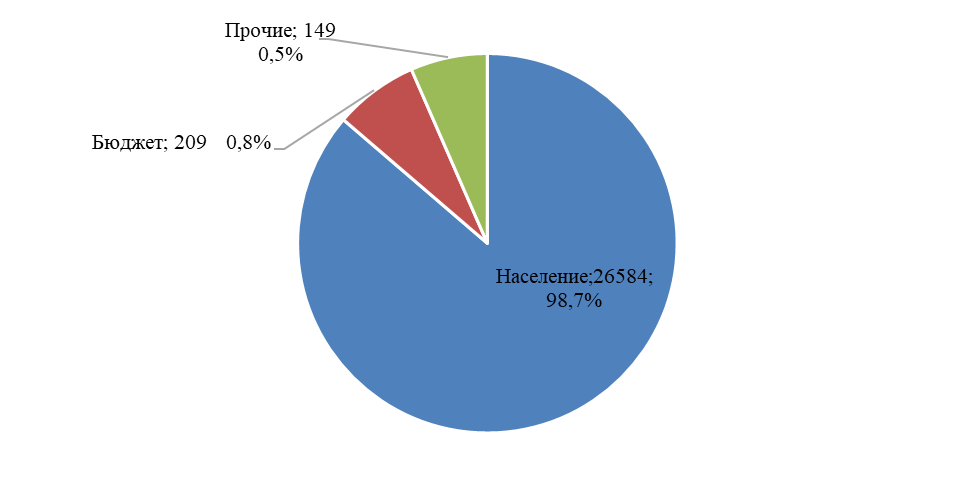 Прочие; 149
0,5%
Бюджет; 209 0,8%
Население;26584;
98,7%